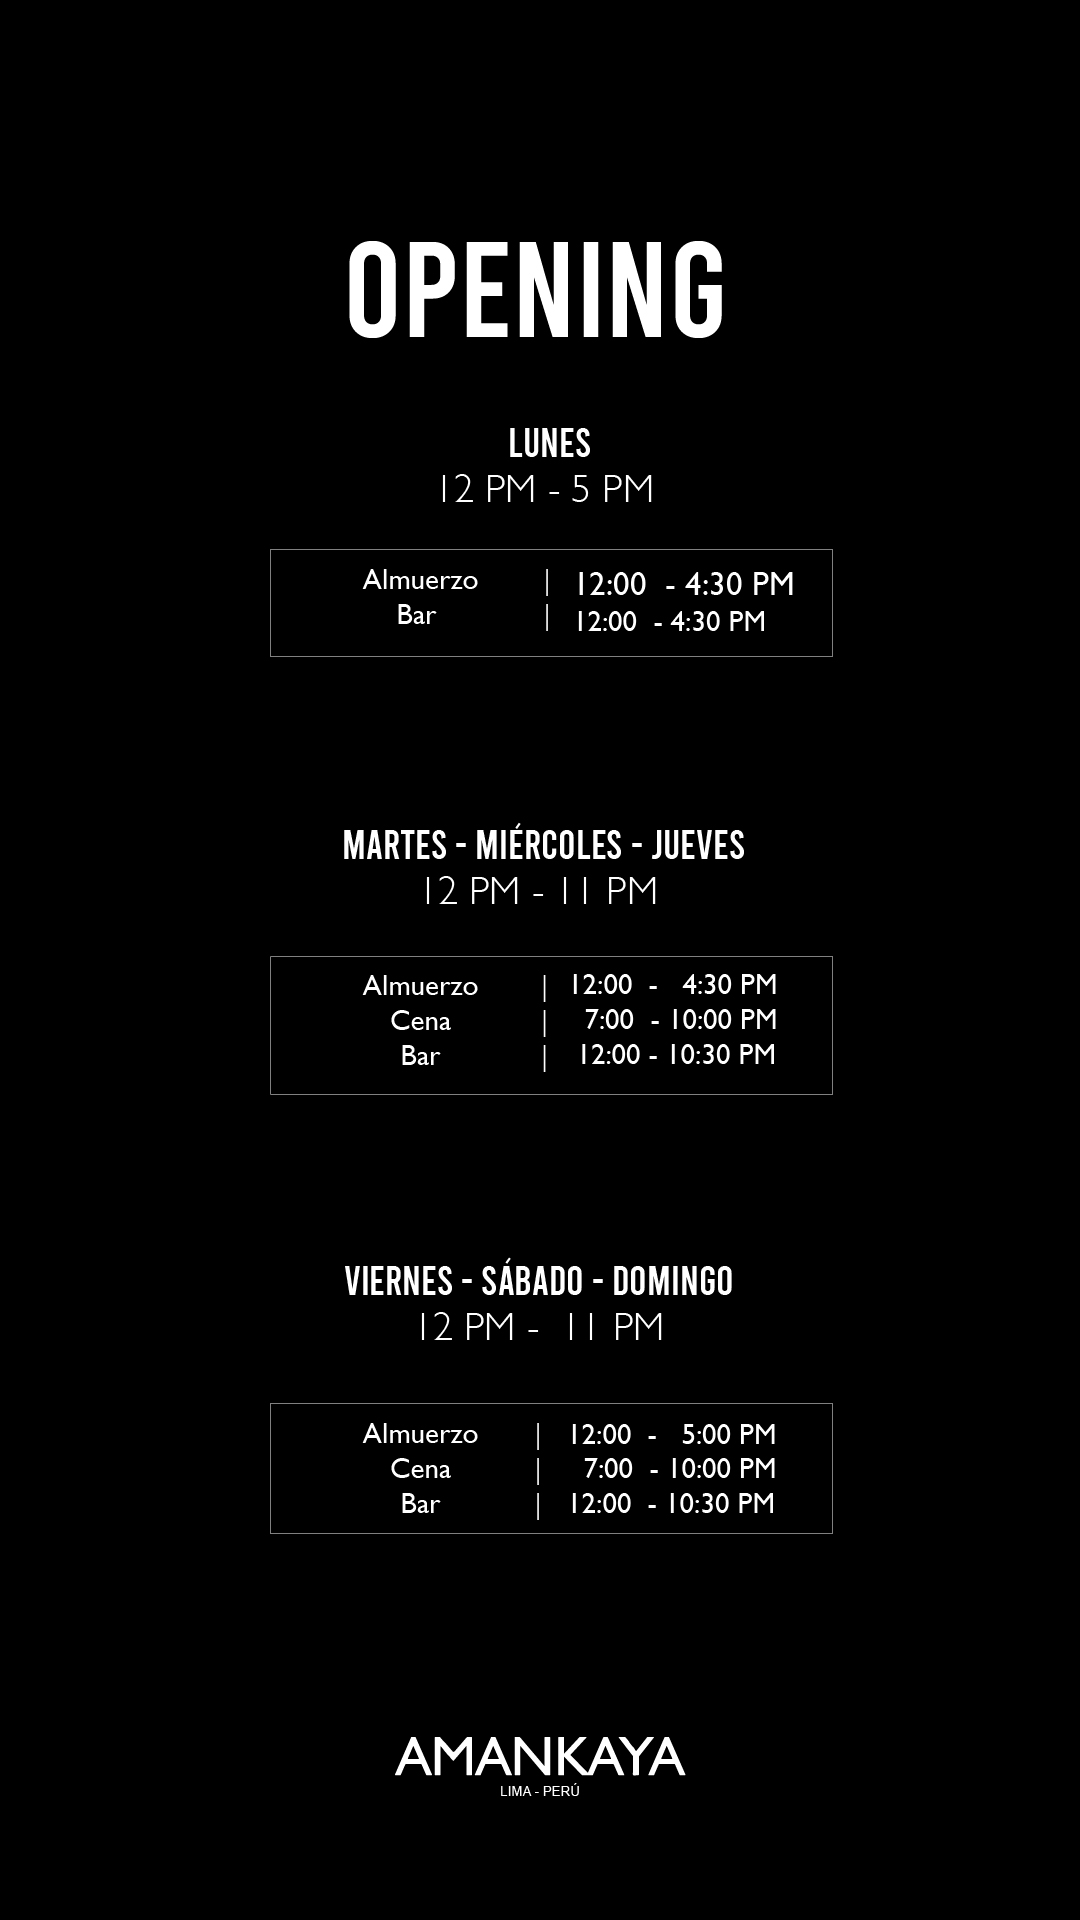 OPENING
LUNES
12 PM - 5 PM
Almuerzo | 12:00 - 4:30 PM
Bar | 12:00 - 4:30 PM
MARTES - MIÉRCOLES - JUEVES
12 PM - 11 PM
Almuerzo | 12:00 - 4:30 PM
Cena | 7:00 - 10:00 PM
Bar | 12:00 - 10:30 PM
VIERNES - SÁBADO - DOMINGO
12 PM - 11 PM
Almuerzo | 12:00 - 5:00 PM
Cena | 7:00 - 10:00 PM
Bar | 12:00 - 10:30 PM
AMANKAYA
LIMA - PERÚ